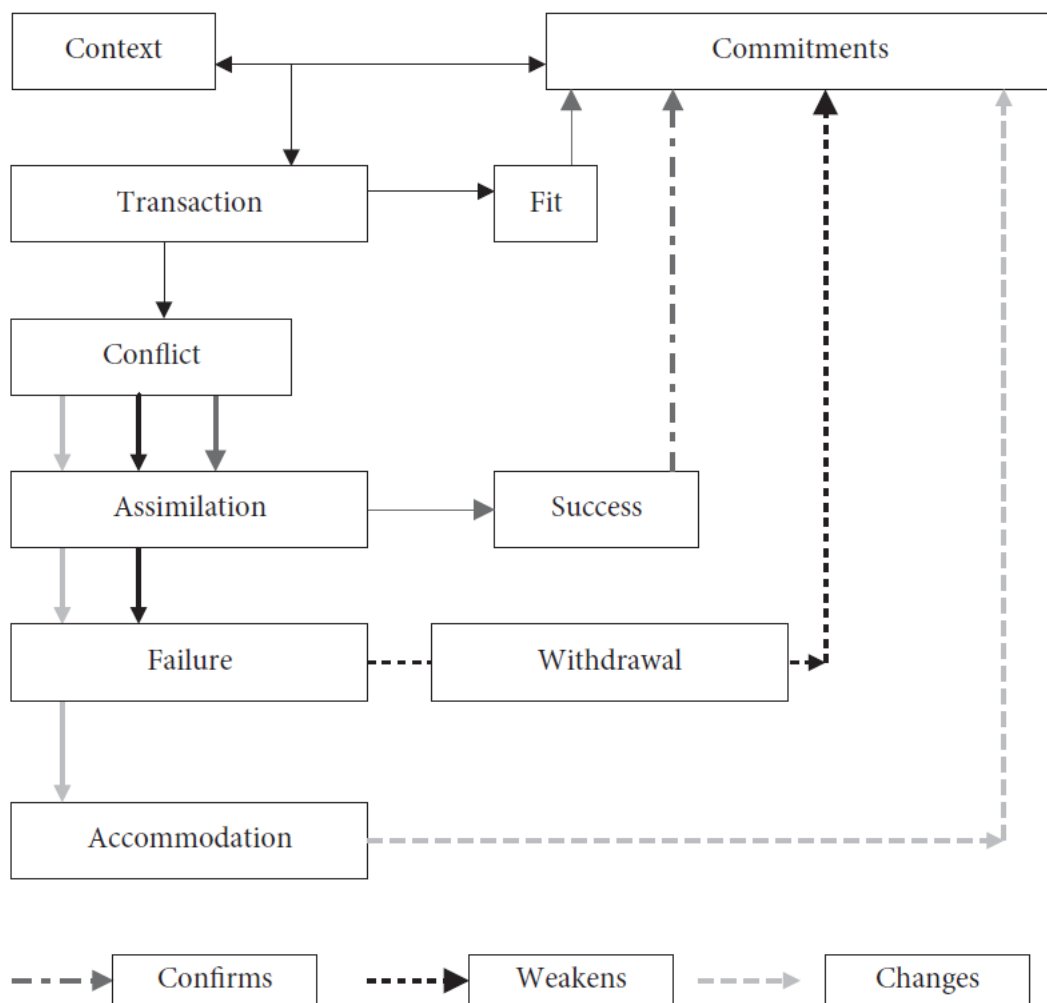 Context
Commitments
Transaction
Fit
Conflict
Assimilation
Success
Failure
Withdrawal
Accommodation
Confirms
Weakens
Changes